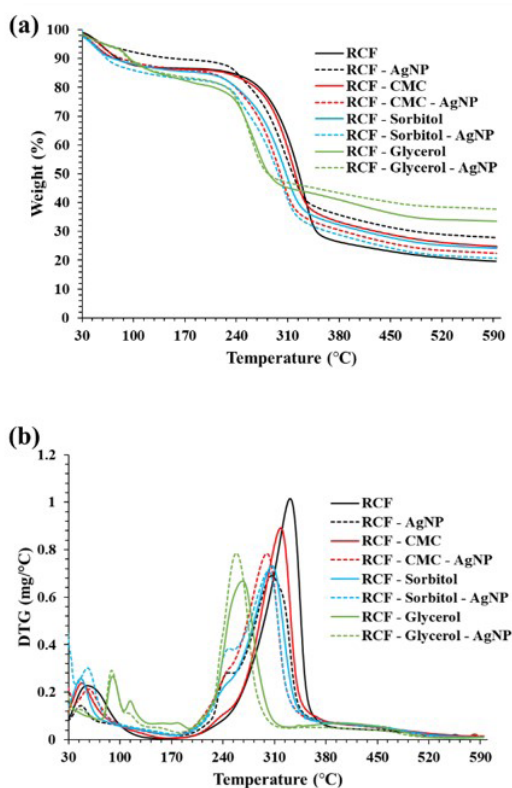 (a)
100
90
80
70
60
50
40
30
20
10
0
Weight (%)
30 100 170 240 310 380 450 520 590
Temperature (°C)
RCF
RCF - AgNP
RCF - CMC
RCF - CMC - AgNP
RCF - Sorbitol
RCF - Sorbitol - AgNP
RCF - Glycerol
RCF - Glycerol - AgNP
(b)
1.2
1
0.8
0.6
0.4
0.2
0
DTG (mg/°C)
30 100 170 240 310 380 450 520 590
Temperature (°C)
RCF
RCF - AgNP
RCF - CMC
RCF - CMC - AgNP
RCF - Sorbitol
RCF - Sorbitol - AgNP
RCF - Glycerol
RCF - Glycerol - AgNP